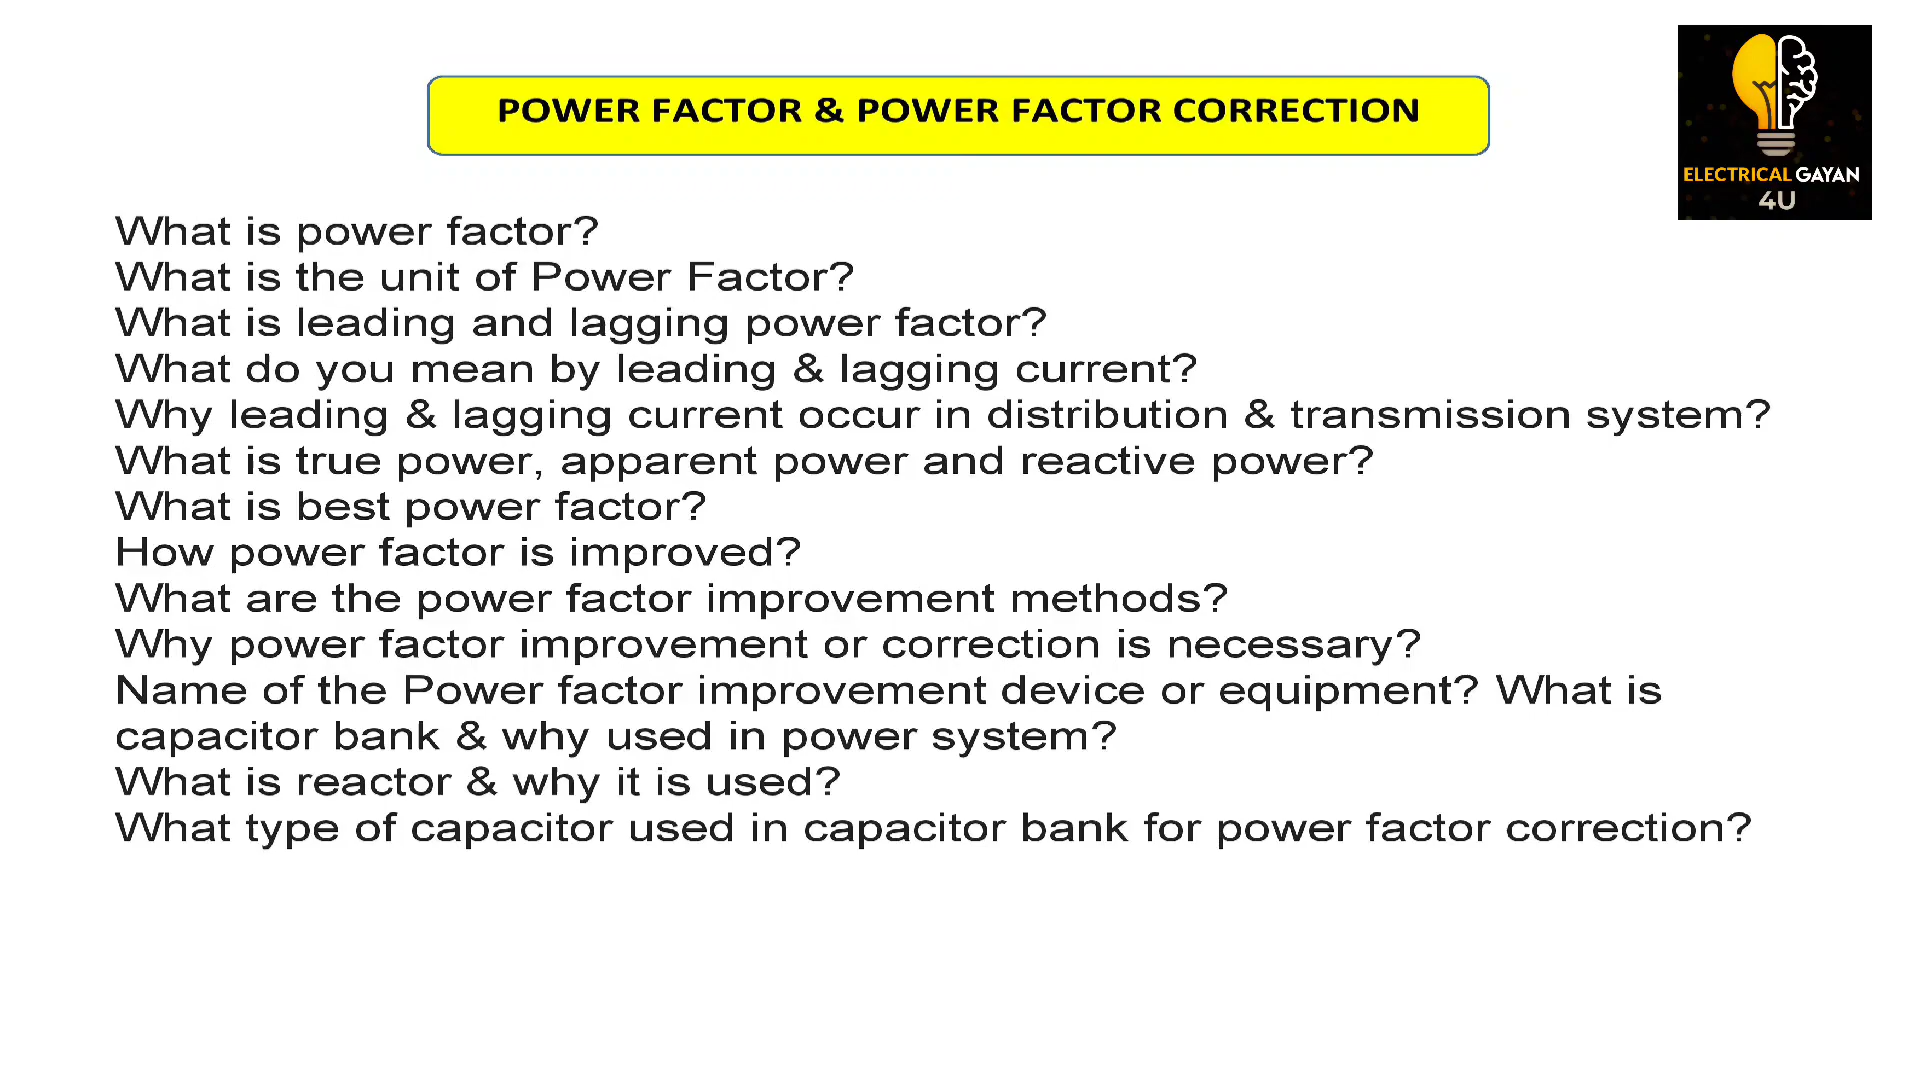 POWER FACTOR & POWER FACTOR CORRECTION
ELECTRICAL GAYAN
4U
What is power factor?
What is the unit of Power Factor?
What is leading and lagging power factor?
What do you mean by leading & lagging current?
Why leading & lagging current occur in distribution & transmission system?
What is true power, apparent power and reactive power?
What is best power factor?
How power factor is improved?
What are the power factor improvement methods?
Why power factor improvement or correction is necessary?
Name of the Power factor improvement device or equipment? What is
capacitor bank & why used in power system?
What is reactor & why it is used?
What type of capacitor used in capacitor bank for power factor correction?